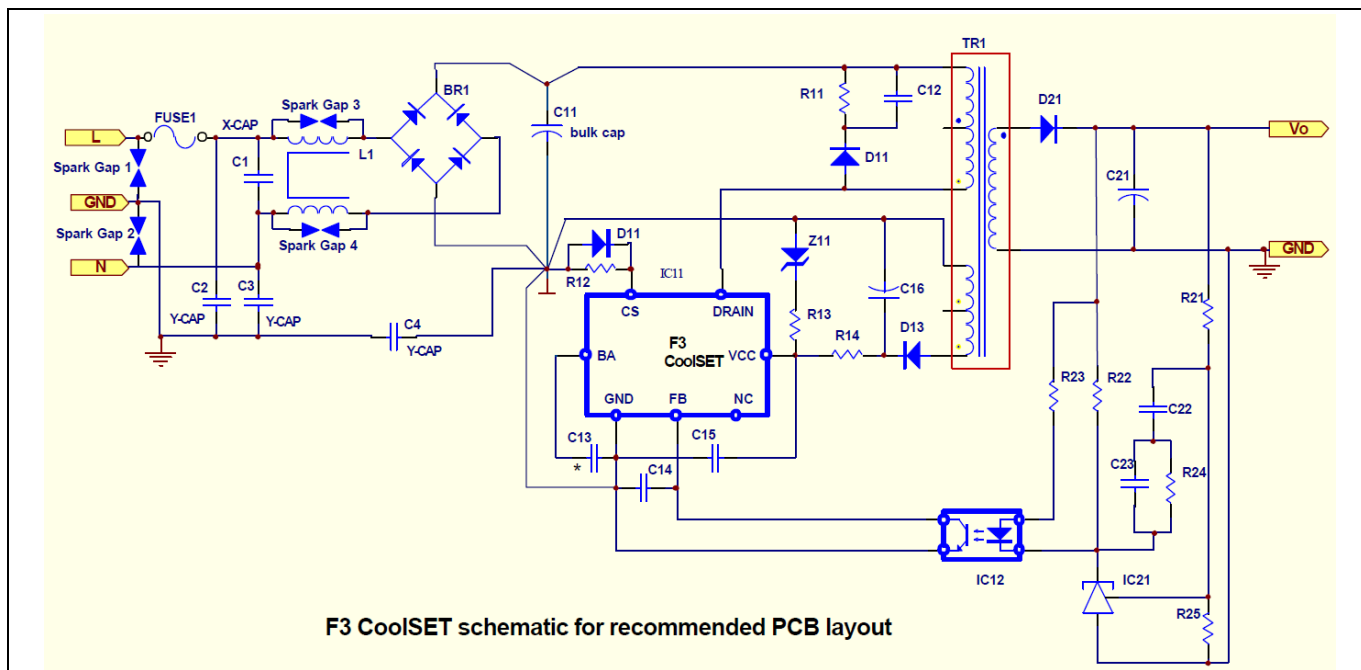 TR1
BR1
Spark Gap 3
FUSE1
X-CAP
L
L1
C11
bulk cap
R11
C12
D21
Vo
Spark Gap 1
C1
D11
C21
GND
Spark Gap 2
Spark Gap 4
D11
Z11
GND
N
R12
IC11
C16
C2
C3
CS
DRAIN
R21
Y-CAP
Y-CAP
C4
Y-CAP
F3
CoolSET
R13
R14
D13
BA
VCC
GND
FB
NC
R23
R22
C22
C13
*
C15
C14
C23
R24
IC12
IC21
R25
F3 CoolSET schematic for recommended PCB layout